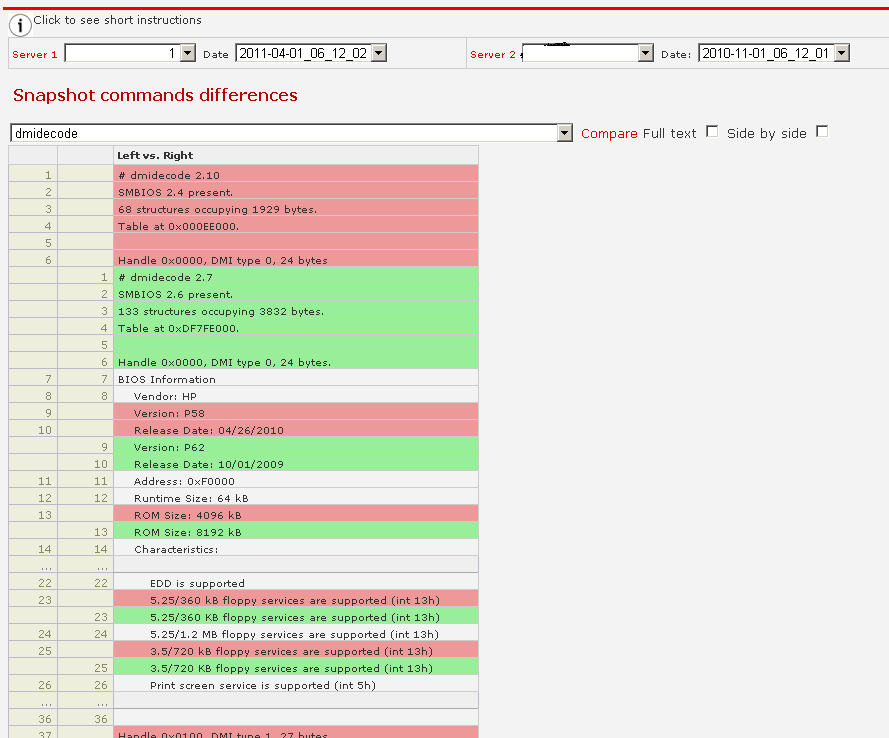 Click to see short instructions
Server 1 1 Date 2011-04-01_06_12_02 Server 2 Date: 2010-11-01_06_12_01
Snapshot commands differences
dmidecode Compare Full text Side by side
Left vs. Right
1 # dmidecode 2.10
2 SMBIOS 2.4 present.
3 68 structures occupying 1929 bytes.
4 Table at 0x000EE000.
5
6 Handle 0x0000, DMI type 0, 24 bytes
1 # dmidecode 2.7
2 SMBIOS 2.6 present.
3 133 structures occupying 3832 bytes.
4 Table at 0xDF7FE000.
5
6 Handle 0x0000, DMI type 0, 24 bytes.
7 7 BIOS Information
8 8 Vendor: HP
9 Version: P58
10 Release Date: 04/26/2010
9 Version: P62
10 Release Date: 10/01/2009
11 11 Address: 0xF0000
12 12 Runtime Size: 64 kB
13 ROM Size: 4096 kB
13 ROM Size: 8192 kB
14 14 Characteristics:
... ...
22 22 EDD is supported
23 5.25/360 kB floppy services are supported (int 13h)
23 5.25/360 KB floppy services are supported (int 13h)
24 24 5.25/1.2 MB floppy services are supported (int 13h)
25 3.5/720 kB floppy services are supported (int 13h)
25 3.5/720 KB floppy services are supported (int 13h)
26 26 Print screen service is supported (int 5h)
... ...
36 36
37 Handle 0x0100, DMI type 1, 27 bytes